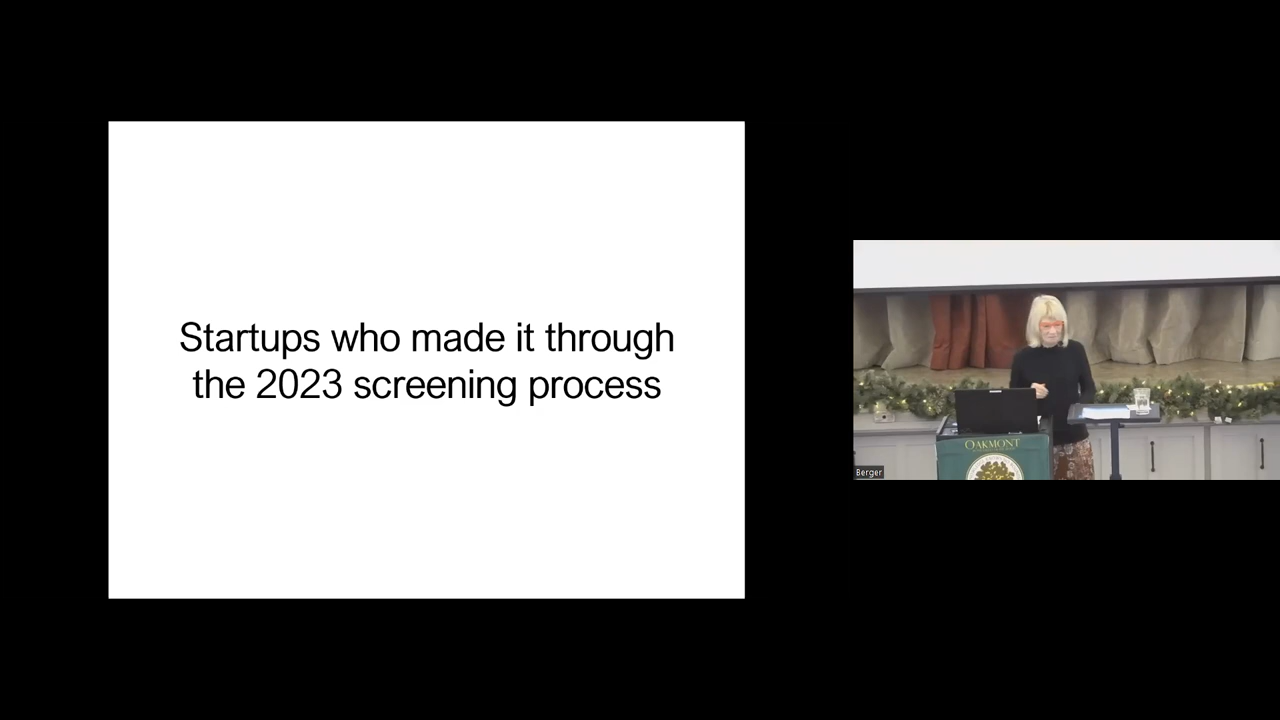 Startups who made it through
the 2023 screening process
OAKMONT
Berger